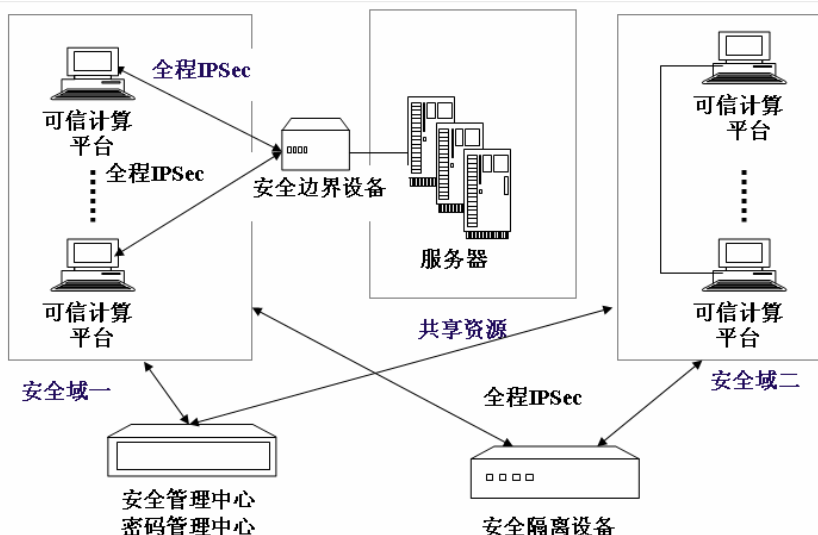 全程IPSec
可信计算
平台
全程IPSec
可信计算
平台
安全域一
安全边界设备
服务器
共享资源
可信计算
平台
可信计算
平台
安全域二
全程IPSec
安全管理中心
密码管理中心
安全隔离设备